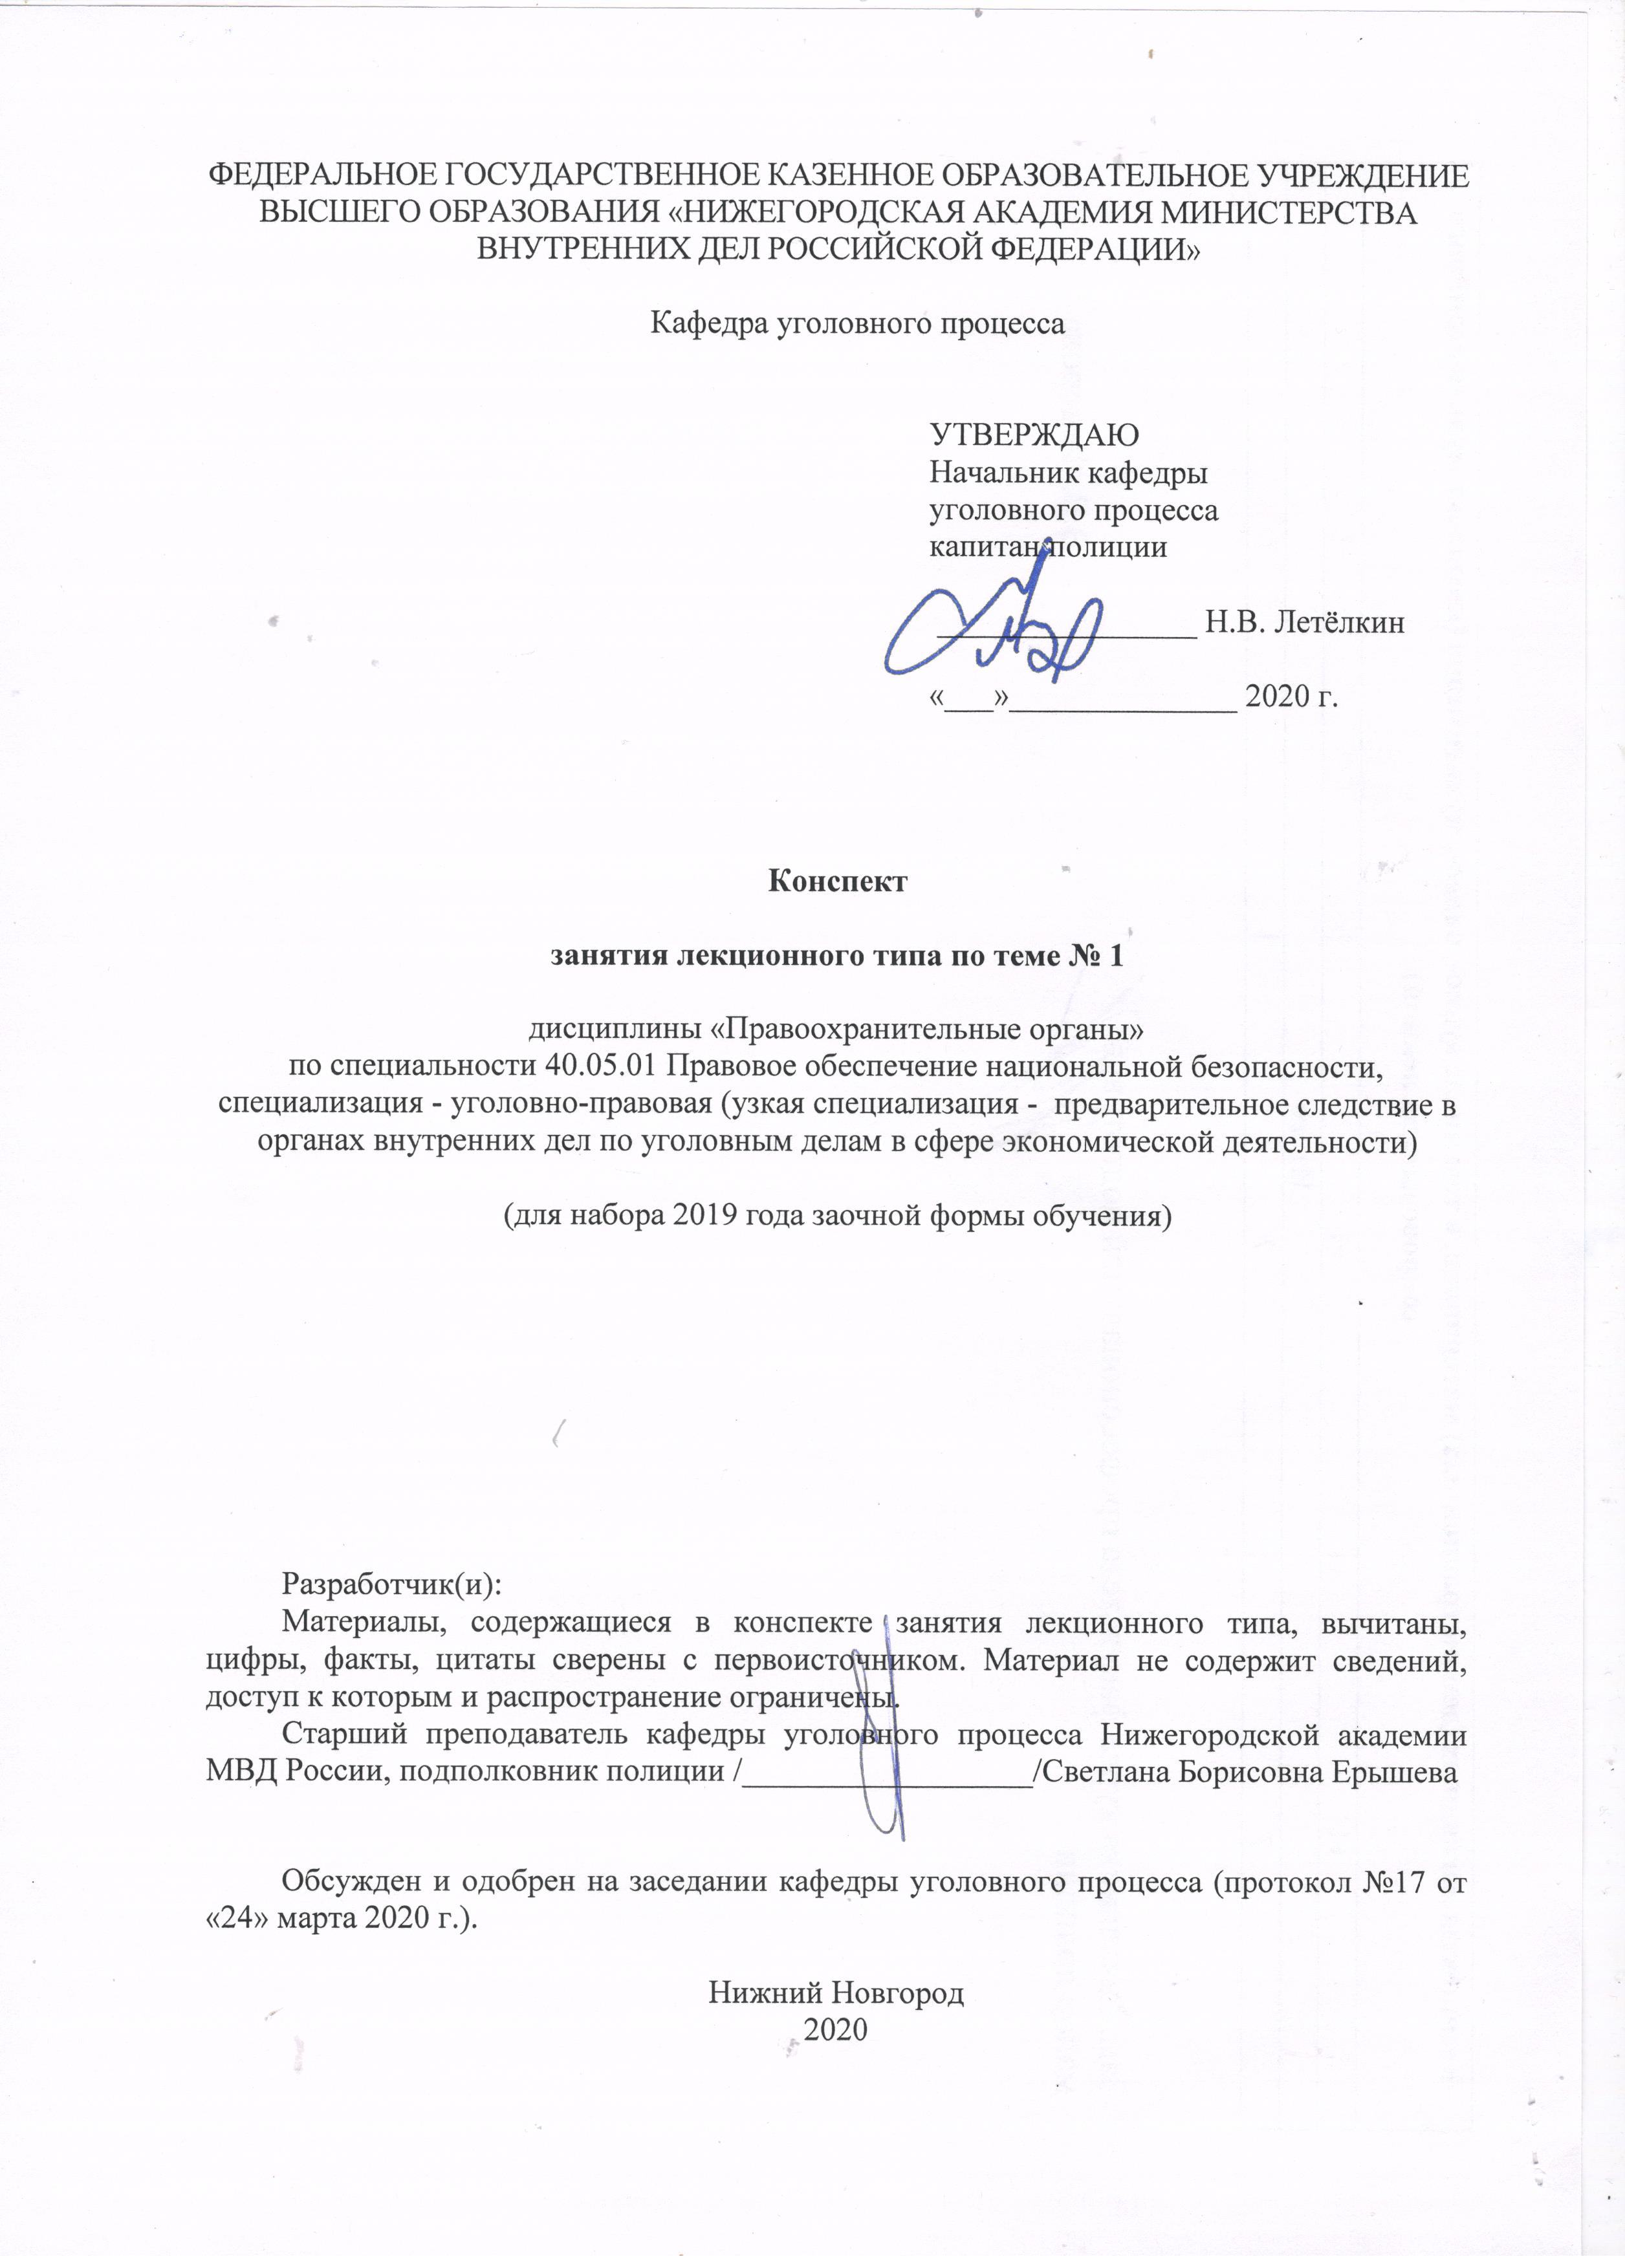 ФЕДЕРАЛЬНОЕ ГОСУДАРСТВЕННОЕ КАЗЕННОЕ ОБРАЗОВАТЕЛЬНОЕ УЧРЕЖДЕНИЕ
ВЫСШЕГО ОБРАЗОВАНИЯ «НИЖЕГОРОДСКАЯ АКАДЕМИЯ МИНИСТЕРСТВА
ВНУТРЕННИХ ДЕЛ РОССИЙСКОЙ ФЕДЕРАЦИИ»
Кафедра уголовного процесса
УТВЕРЖДАЮ
Начальник кафедры
уголовного процесса
капитан полиции
________________ Н.В. Летёлкин
«___»______________ 2020 г.
Конспект
занятия лекционного типа по теме № 1
дисциплины «Правоохранительные органы»
по специальности 40.05.01 Правовое обеспечение национальной безопасности,
специализация - уголовно-правовая (узкая специализация - предварительное следствие в
органах внутренних дел по уголовным делам в сфере экономической деятельности)
(для набора 2019 года заочной формы обучения)
Разработчик(и):
Материалы, содержащиеся в конспекте занятия лекционного типа, вычитаны,
цифры, факты, цитаты сверены с первоисточником. Материал не содержит сведений,
доступ к которым и распространение ограничены.
Старший преподаватель кафедры уголовного процесса Нижегородской академии
МВД России, подполковник полиции /__________________/Светлана Борисовна Ерышева
Обсужден и одобрен на заседании кафедры уголовного процесса (протокол №17 от
«24» марта 2020 г.).
Нижний Новгород
2020